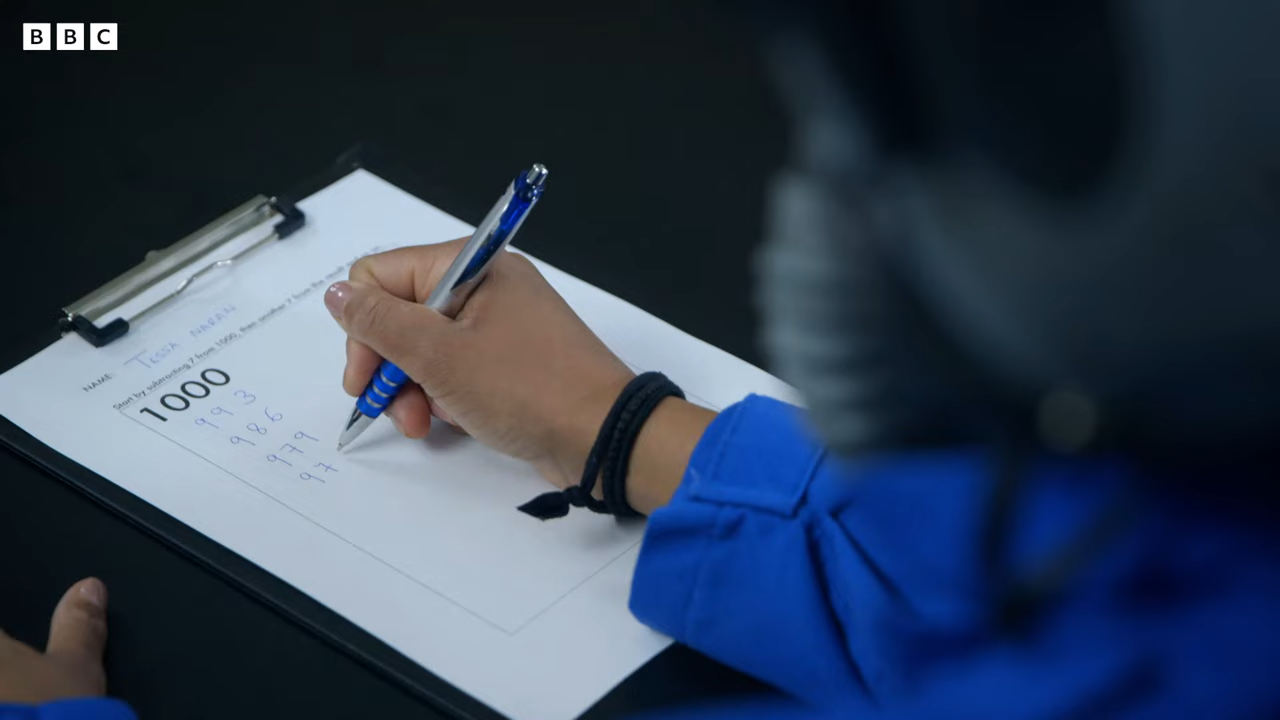 BBC
NAME: TESSA NARAN
Start by subtracting 7 from 1000, then another 7 from the result
1000
993
986
979
97